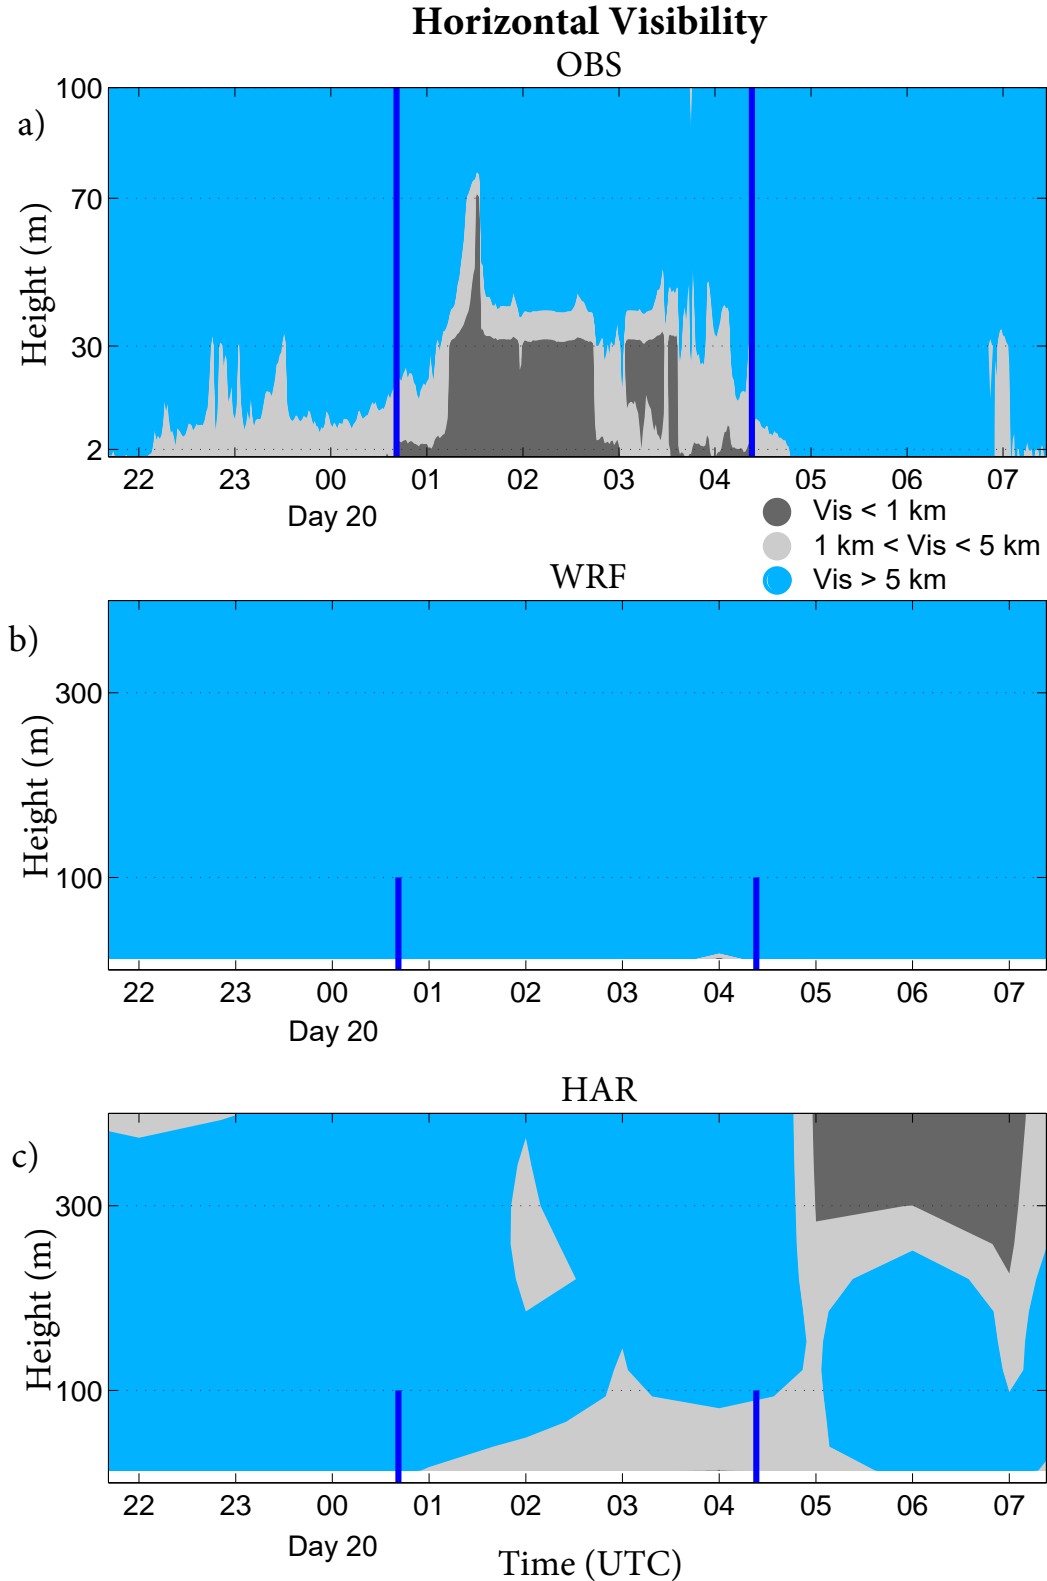 Horizontal Visibility
OBS
a)
100
70
30
2
Height (m)
22 23 00 01 02 03 04 05 06 07
Day 20
Vis < 1 km
1 km < Vis < 5 km
Vis > 5 km
WRF
b)
300
100
Height (m)
22 23 00 01 02 03 04 05 06 07
Day 20
HAR
c)
300
100
Height (m)
22 23 00 01 02 03 04 05 06 07
Day 20
Time (UTC)